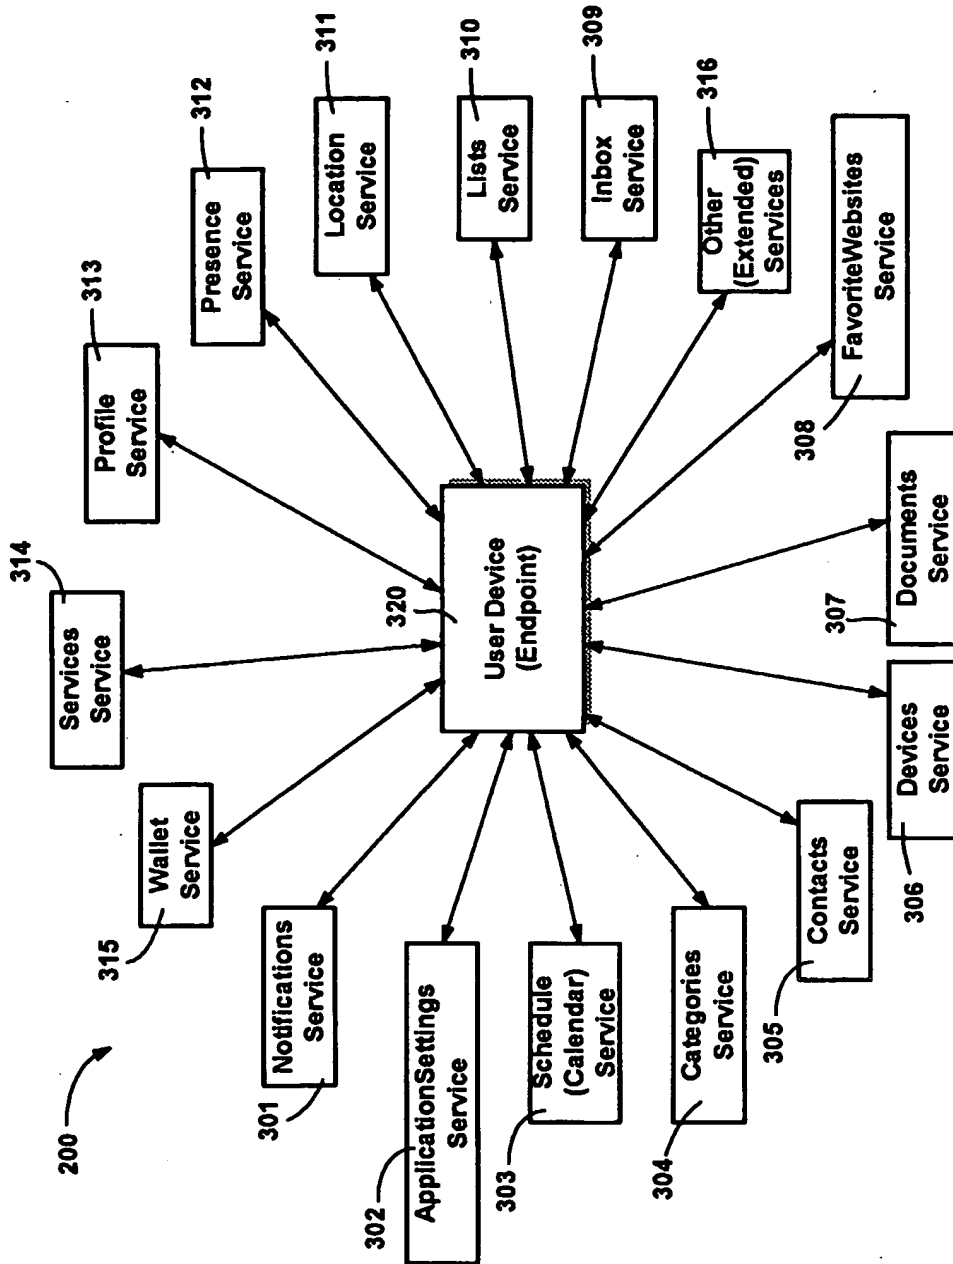 200
314
Services
Service
313
Profile
Service
312
Presence
Service
311
Location
Service
310
Lists
Service
309
Inbox
Service
316
Other
(Extended)
Services
308
FavoriteWebsites
Service
307
Documents
Service
306
Devices
Service
305
Contacts
Service
304
Categories
Service
303
Schedule
(Calendar)
Service
302
ApplicationSettings
Service
301
Notifications
Service
315
Wallet
Service
320
User Device
(Endpoint)